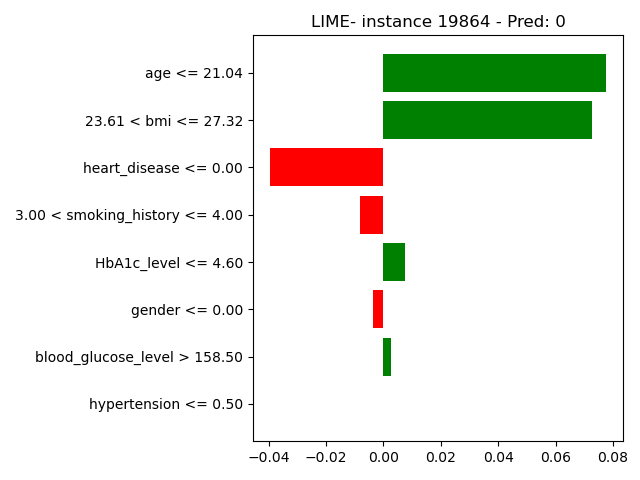 LIME- instance 19864 - Pred: 0
age <= 21.04
23.61 < bmi <= 27.32
heart_disease <= 0.00
3.00 < smoking_history <= 4.00
HbA1c_level <= 4.60
gender <= 0.00
blood_glucose_level > 158.50
hypertension <= 0.50
−0.04 −0.02 0.00 0.02 0.04 0.06 0.08